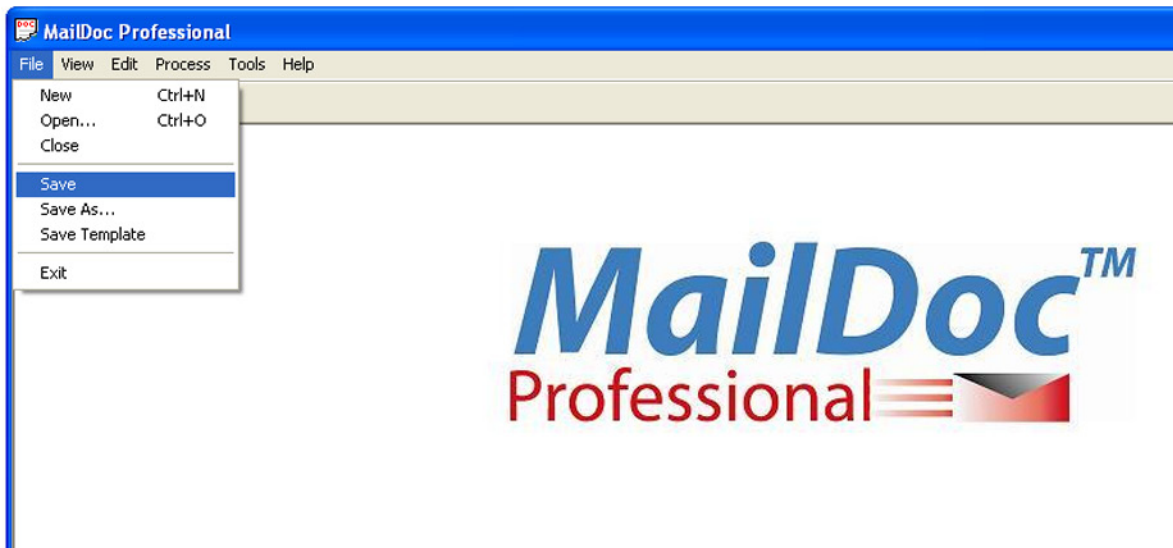 DOC
MailDoc Professional
File View Edit Process Tools Help
New Ctrl+N
Open... Ctrl+O
Close
Save
Save As...
Save Template
Exit
MailDoc™
Professional